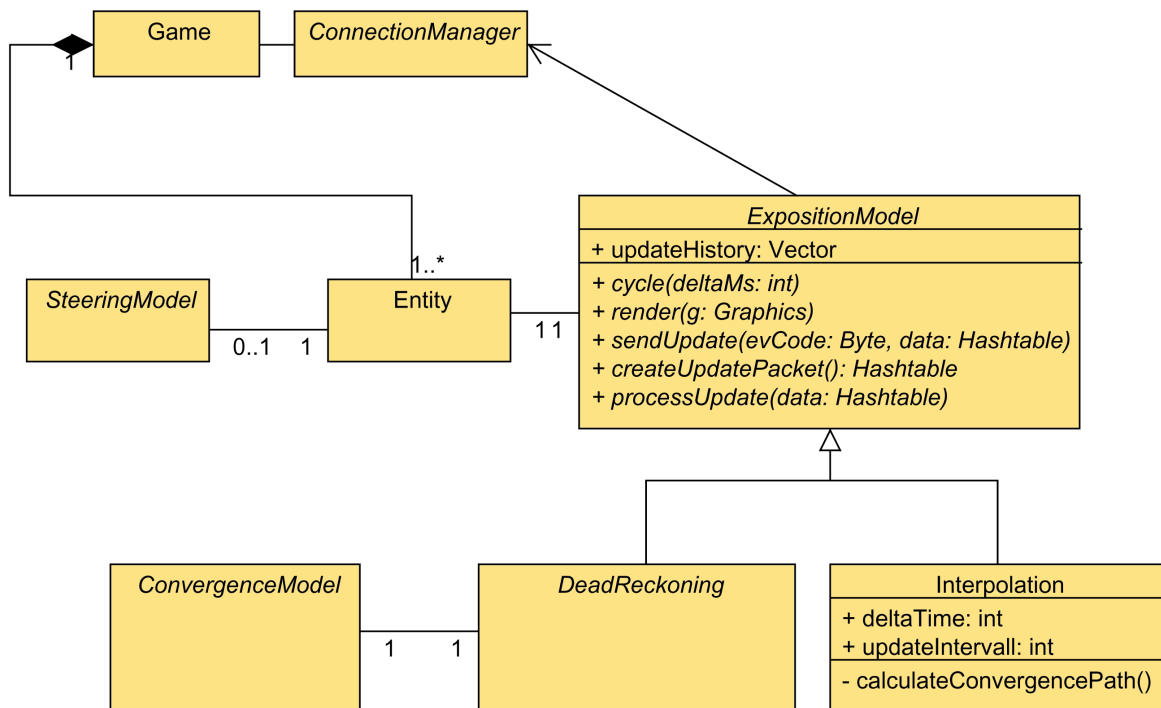 Game
ConnectionManager
1
ExpositionModel
+ updateHistory: Vector
1..*
SteeringModel
Entity
+ cycle(deltaMs: int)
+ render(g: Graphics)
0..1
1
1
1
+ sendUpdate(evCode: Byte, data: Hashtable)
+ createUpdatePacket(): Hashtable
+ processUpdate(data: Hashtable)
ConvergenceModel
DeadReckoning
Interpolation
+ deltaTime: int
+ updateIntervall: int
1
1
- calculateConvergencePath()